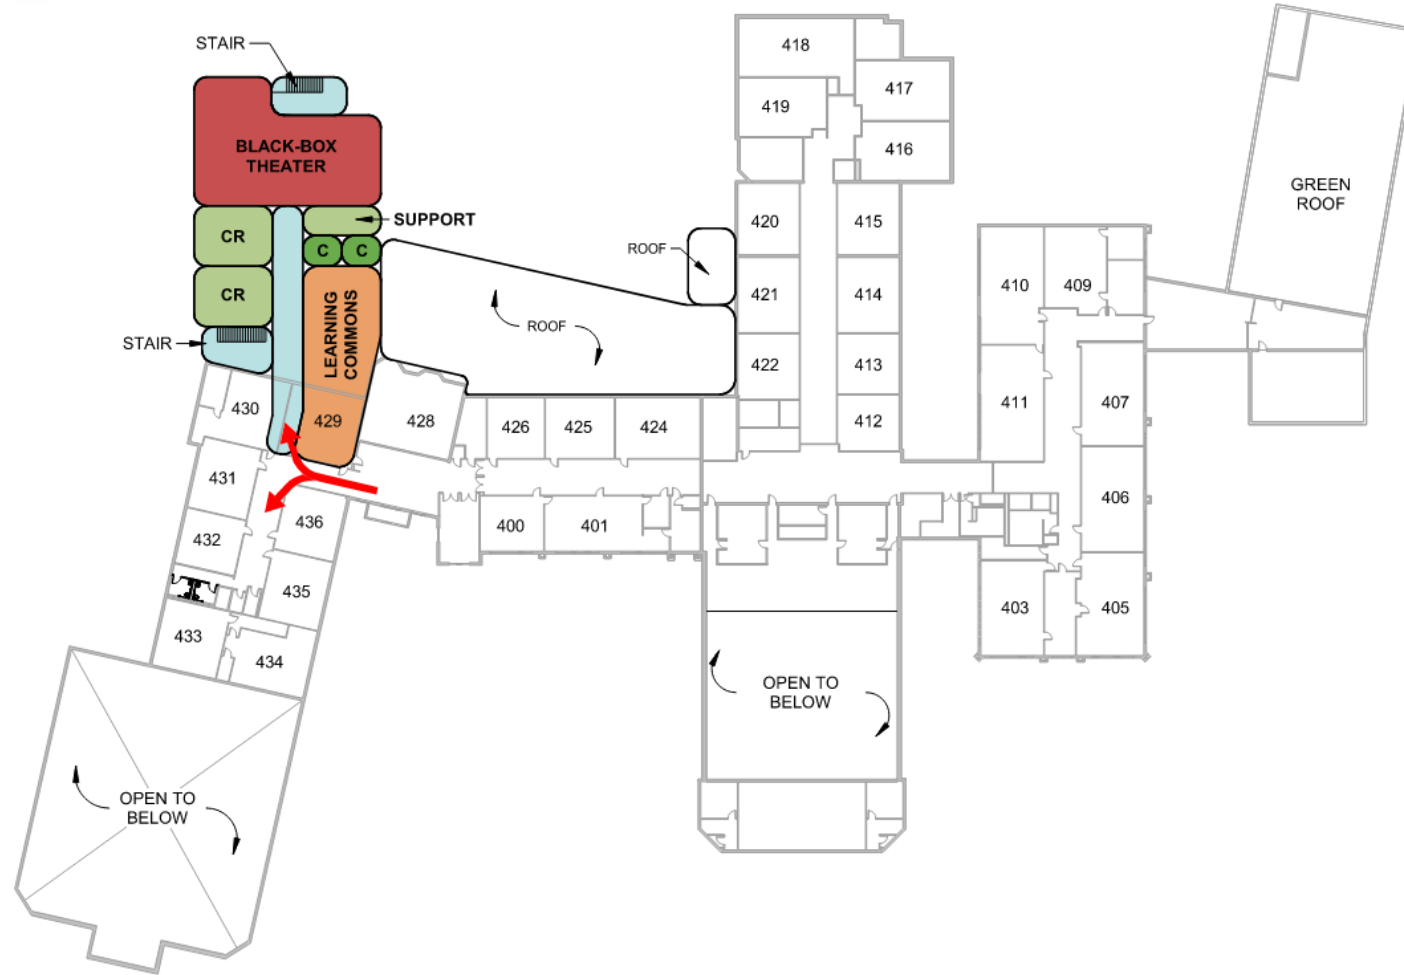 STAIR
BLACK-BOX
THEATER
CR
SUPPORT
C
C
CR
LEARNING
COMMONS
STAIR
ROOF
ROOF
418
417
419
416
420
415
421
414
422
413
412
410
409
411
407
406
403
405
GREEN
ROOF
430
429
428
426
425
424
431
436
400
401
432
435
433
434
OPEN TO
BELOW
OPEN TO
BELOW